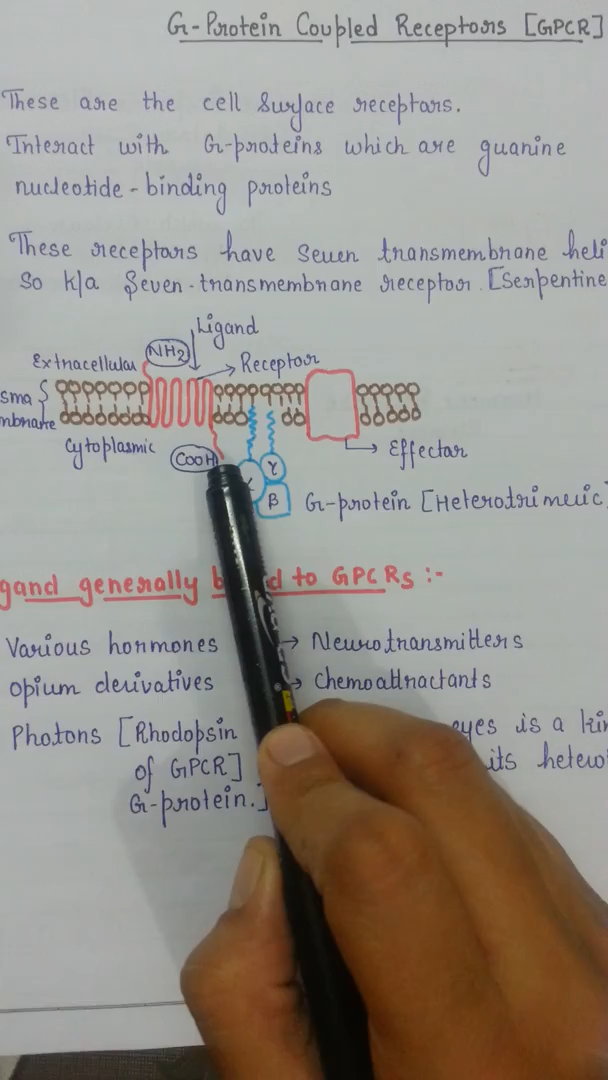 G-Protein Coupled Receptors [GPCR]
These are the cell surface receptors.
Interact with G-proteins which are guanine
nucleotide-binding proteins
These receptors have seven transmembrane heli
So k/a Seven-transmembrane receptor. [Serpentine
Ligand
NH2
Extracellular
Receptor
sma
mbrane
Cytoplasmic
Effector
COOH
γ
β
G-protein [Heterotrimeric]
gand generally b d to GPCRs :-
Various hormones → Neurotransmitters
Opium derivatives → Chemoattractants
Photons [Rhodopsin eyes is a kin
of GPCR] its hetero
G-protein.]